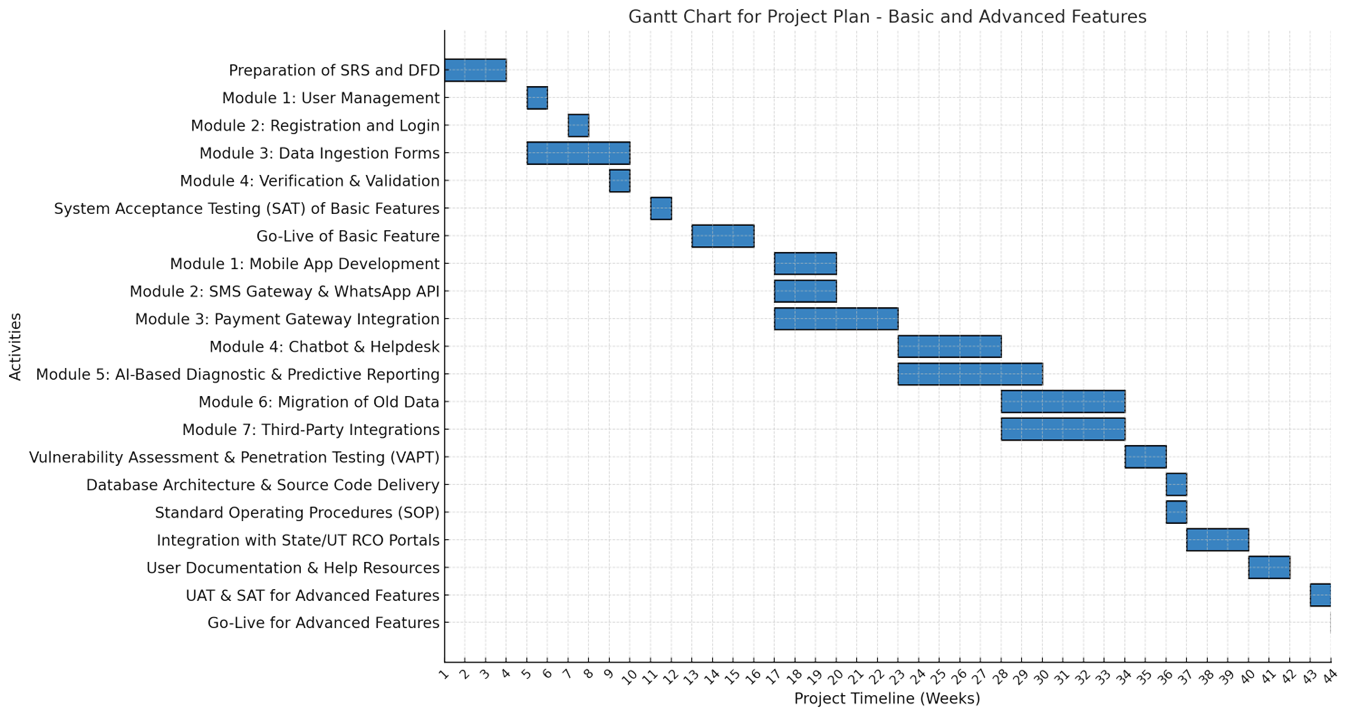 Gantt Chart for Project Plan - Basic and Advanced Features
Preparation of SRS and DFD
Module 1: User Management
Module 2: Registration and Login
Module 3: Data Ingestion Forms
Module 4: Verification & Validation
System Acceptance Testing (SAT) of Basic Features
Go-Live of Basic Feature
Module 1: Mobile App Development
Module 2: SMS Gateway & WhatsApp API
Module 3: Payment Gateway Integration
Module 4: Chatbot & Helpdesk
Module 5: AI-Based Diagnostic & Predictive Reporting
Module 6: Migration of Old Data
Module 7: Third-Party Integrations
Vulnerability Assessment & Penetration Testing (VAPT)
Database Architecture & Source Code Delivery
Standard Operating Procedures (SOP)
Integration with State/UT RCO Portals
User Documentation & Help Resources
UAT & SAT for Advanced Features
Go-Live for Advanced Features
Activities
1 2 3 4 5 6 7 8 9 10 11 12 13 14 15 16 17 18 19 20 21 22 23 24 25 26 27 28 29 30 31 32 33 34 35 36 37 38 39 40 41 42 43 44
Project Timeline (Weeks)